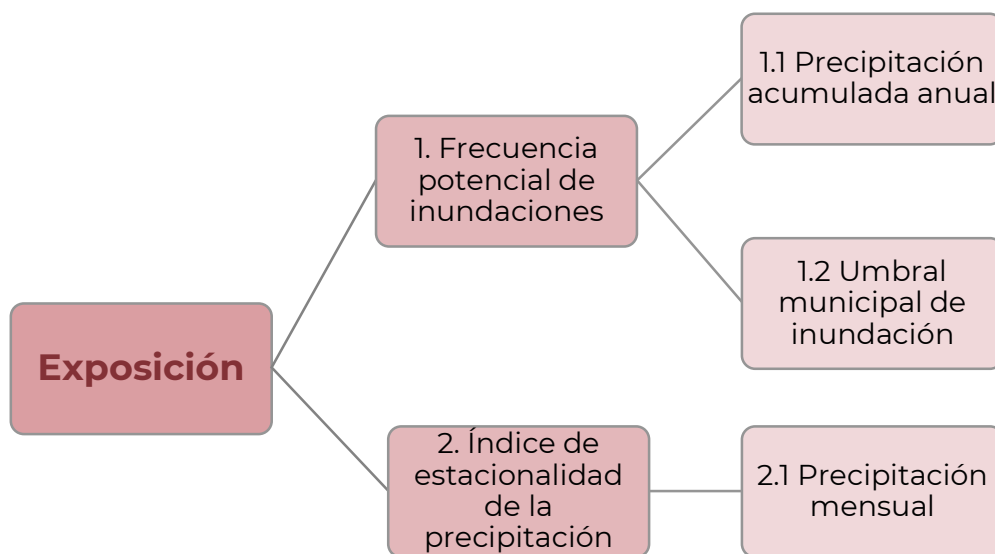 Exposición
1. Frecuencia
potencial de
inundaciones
1.1 Precipitación
acumulada anual
1.2 Umbral
municipal de
inundación
2. Índice de
estacionalidad
de la
precipitación
2.1 Precipitación
mensual